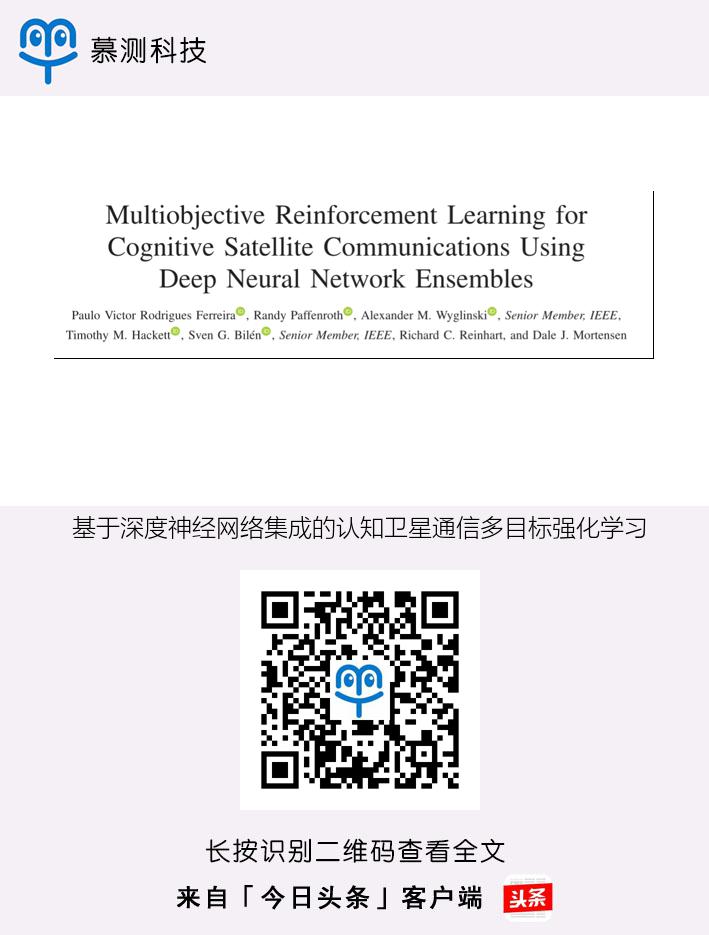 慕测科技
Multiobjective Reinforcement Learning for
Cognitive Satellite Communications Using
Deep Neural Network Ensembles
Paulo Victor Rodrigues Ferreira, Randy Paffenroth, Alexander M. Wyglinski, Senior Member, IEEE,
Timothy M. Hackett, Sven G. Bilén, Senior Member, IEEE, Richard C. Reinhart, and Dale J. Mortensen
基于深度神经网络集成的认知卫星通信多目标强化学习
长按识别二维码查看全文
来自「今日头条」客户端
头条